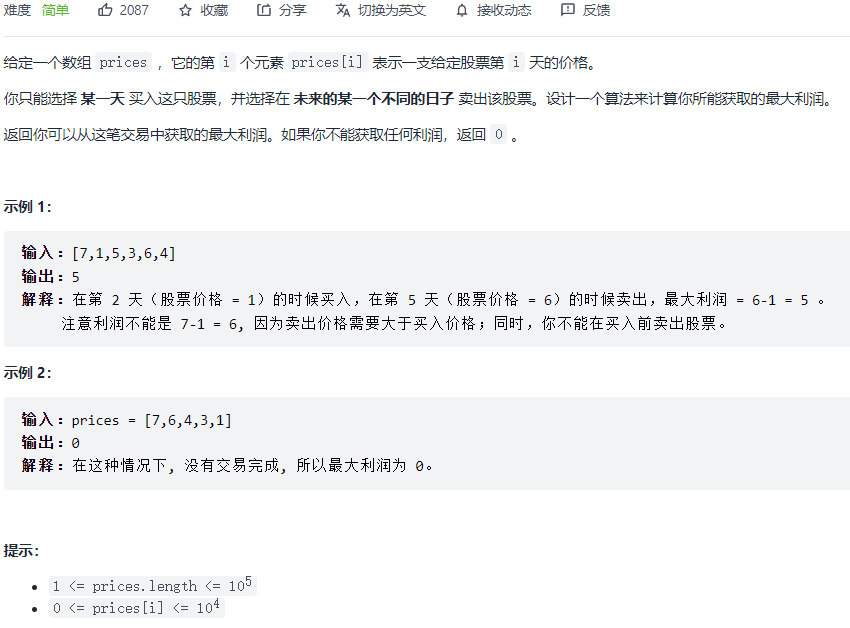 难度 简单 2087 收藏 分享 切换为英文 接收动态 反馈
给定一个数组 prices ，它的第 i 个元素 prices[i] 表示一支给定股票第 i 天的价格。
你只能选择 某一天 买入这只股票，并选择在 未来的某一个不同的日子 卖出该股票。设计一个算法来计算你所能获取的最大利润。
返回你可以从这笔交易中获取的最大利润。如果你不能获取任何利润，返回 0 。
示例 1：
输入：[7,1,5,3,6,4]
输出：5
解释：在第 2 天（股票价格 = 1）的时候买入，在第 5 天（股票价格 = 6）的时候卖出，最大利润 = 6-1 = 5 。
注意利润不能是 7-1 = 6, 因为卖出价格需要大于买入价格；同时，你不能在买入前卖出股票。
示例 2：
输入：prices = [7,6,4,3,1]
输出：0
解释：在这种情况下, 没有交易完成, 所以最大利润为 0。
提示：
• 1 <= prices.length <= 10⁵
• 0 <= prices[i] <= 10⁴